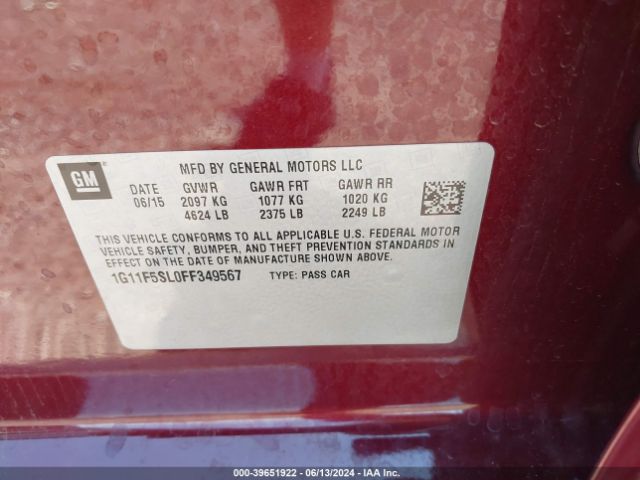 GM
MFD BY GENERAL MOTORS LLC
DATE GVWR GAWR FRT GAWR RR
06/15 2097 KG 1077 KG 1020 KG
4624 LB 2375 LB 2249 LB
THIS VEHICLE CONFORMS TO ALL APPLICABLE U.S. FEDERAL MOTOR
VEHICLE SAFETY, BUMPER, AND THEFT PREVENTION STANDARDS IN
EFFECT ON THE DATE OF MANUFACTURE SHOWN ABOVE.
1G11F5SL0FF349567 TYPE: PASS CAR
000-39651922 - 06/13/2024 - IAA Inc.